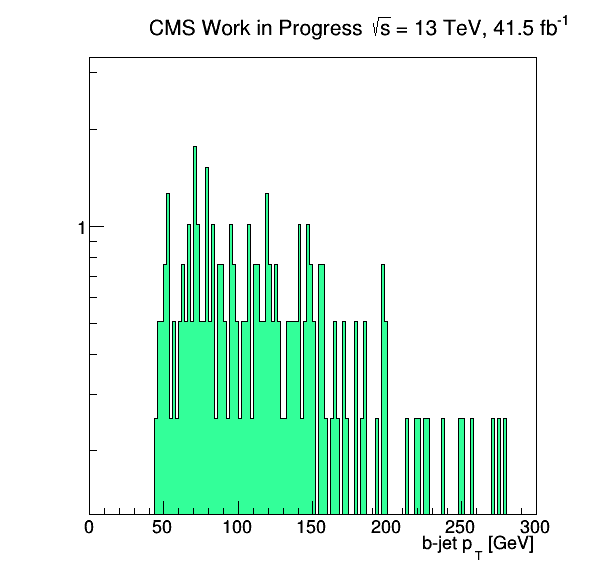 CMS Work in Progress √s = 13 TeV, 41.5 fb⁻¹
1
0 50 100 150 200 250 300
b-jet p_T [GeV]